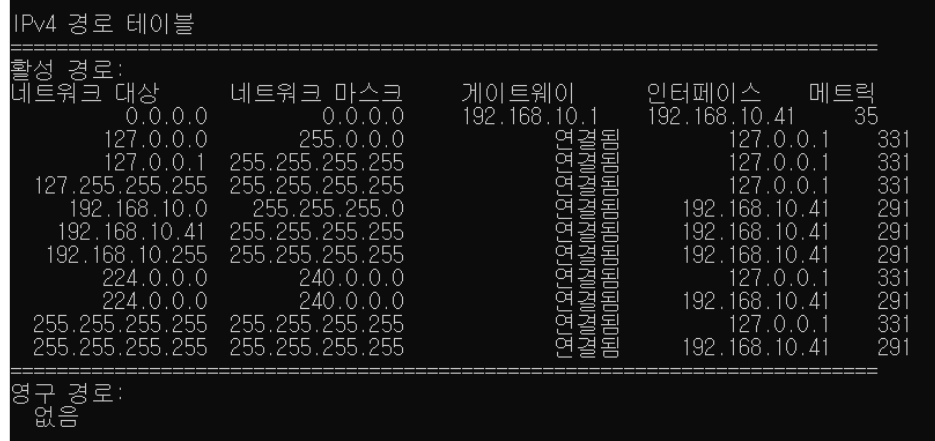 IPv4 경로 테이블
===========================================================================
활성 경로:
네트워크 대상 네트워크 마스크 게이트웨이 인터페이스 메트릭
0.0.0.0 0.0.0.0 192.168.10.1 192.168.10.41 35
127.0.0.0 255.0.0.0 연결됨 127.0.0.1 331
127.0.0.1 255.255.255.255 연결됨 127.0.0.1 331
127.255.255.255 255.255.255.255 연결됨 127.0.0.1 331
192.168.10.0 255.255.255.0 연결됨 192.168.10.41 291
192.168.10.41 255.255.255.255 연결됨 192.168.10.41 291
192.168.10.255 255.255.255.255 연결됨 192.168.10.41 291
224.0.0.0 240.0.0.0 연결됨 127.0.0.1 331
224.0.0.0 240.0.0.0 연결됨 192.168.10.41 291
255.255.255.255 255.255.255.255 연결됨 127.0.0.1 331
255.255.255.255 255.255.255.255 연결됨 192.168.10.41 291
===========================================================================
영구 경로:
없음